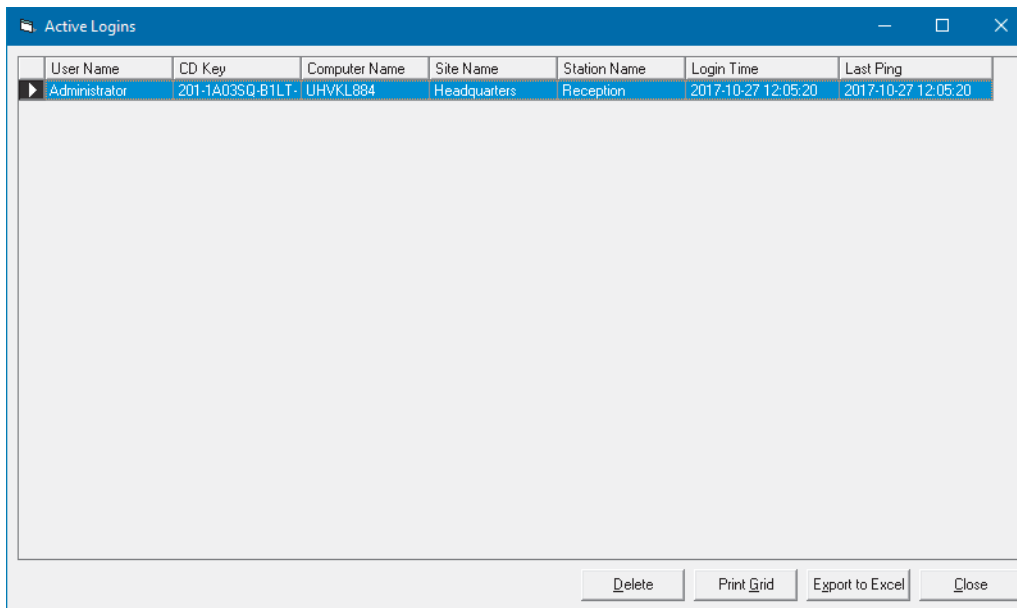 Active Logins
User Name CD Key Computer Name Site Name Station Name Login Time Last Ping
Administrator 201-1A03SQ-B1LT- UHVKL884 Headquarters Reception 2017-10-27 12:05:20 2017-10-27 12:05:20
Delete Print Grid Export to Excel Close